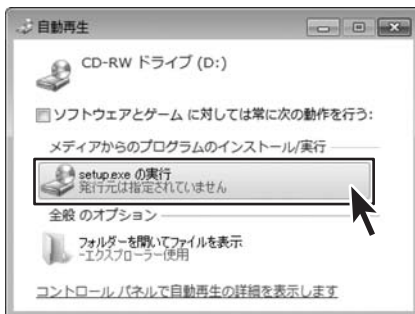 自動再生
CD-RW ドライブ (D:)
ソフトウェアとゲーム に対しては常に次の動作を行う:
メディアからのプログラムのインストール/実行
setup.exe の実行
発行元は指定されていません
全般 のオプション
フォルダーを開いてファイルを表示
-エクスプローラー使用
コントロール パネルで自動再生の詳細を表示します